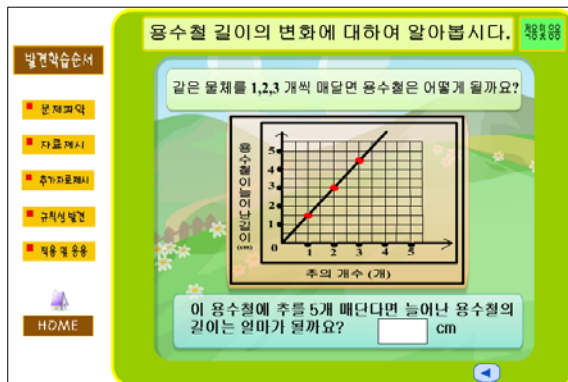 용수철 길이의 변화에 대하여 알아봅시다.
적용및응용
발견학습순서
문제파악
자료제시
추가자료제시
규칙성발견
적용 및 응용
HOME
같은 물체를 1,2,3 개씩 매달면 용수철은 어떻게 될까요?
용수철이늘어난길이(cm)
5
4
3
2
1
0
1 2 3 4 5
추의 개수 (개)
이 용수철에 추를 5개 매단다면 늘어난 용수철의
길이는 얼마가 될까요? cm